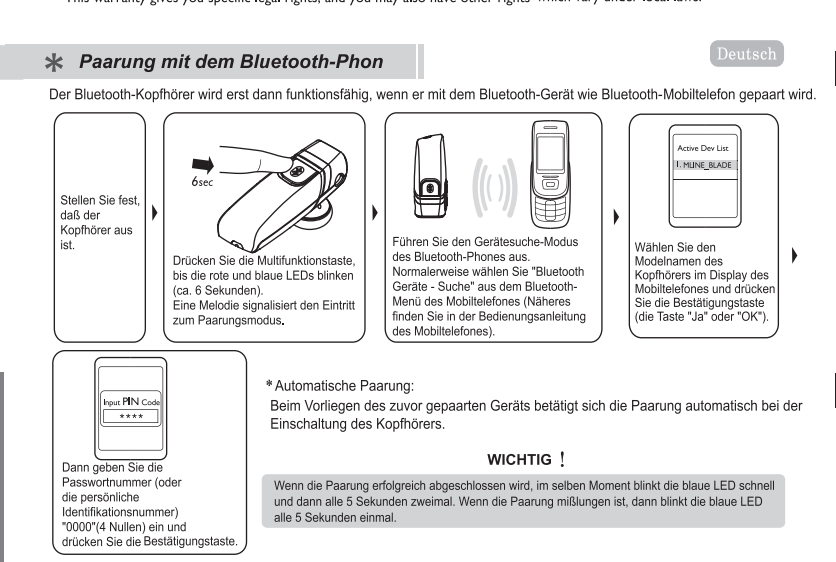 This warranty gives you specific legal rights, and you may also have other rights which vary under local laws.
* Paarung mit dem Bluetooth-Phon
Deutsch
Der Bluetooth-Kopfhörer wird erst dann funktionsfähig, wenn er mit dem Bluetooth-Gerät wie Bluetooth-Mobiltelefon gepaart wird.
Stellen Sie fest,
daß der
Kopfhörer aus
ist.
6sec
Drücken Sie die Multifunktionstaste,
bis die rote und blaue LEDs blinken
(ca. 6 Sekunden).
Eine Melodie signalisiert den Eintritt
zum Paarungsmodus.
Führen Sie den Gerätesuche-Modus
des Bluetooth-Phones aus.
Normalerweise wählen Sie "Bluetooth
Geräte - Suche" aus dem Bluetooth-
Menü des Mobiltelefones (Näheres
finden Sie in der Bedienungsanleitung
des Mobiltelefones).
Active Dev List
1. MLINE_BLADE
Wählen Sie den
Modelnamen des
Kopfhörers im Display des
Mobiltelefones und drücken
Sie die Bestätigungstaste
(die Taste "Ja" oder "OK").
Input PIN Code
****
Dann geben Sie die
Passwortnummer (oder
die persönliche
Identifikationsnummer)
"0000"(4 Nullen) ein und
drücken Sie die Bestätigungstaste.
* Automatische Paarung:
Beim Vorliegen des zuvor gepaarten Geräts betätigt sich die Paarung automatisch bei der
Einschaltung des Kopfhörers.
WICHTIG !
Wenn die Paarung erfolgreich abgeschlossen wird, im selben Moment blinkt die blaue LED schnell
und dann alle 5 Sekunden zweimal. Wenn die Paarung mißlungen ist, dann blinkt die blaue LED
alle 5 Sekunden einmal.